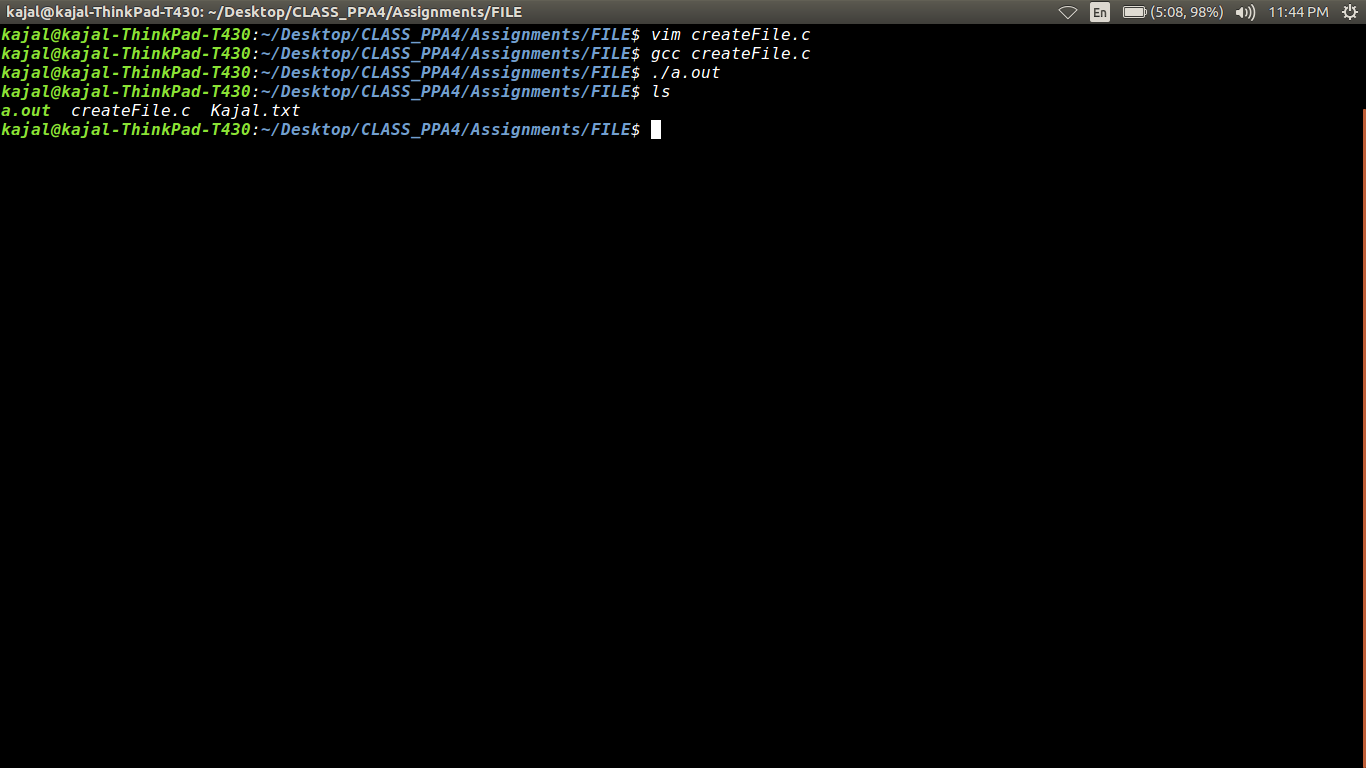 kajal@kajal-ThinkPad-T430: ~/Desktop/CLASS_PPA4/Assignments/FILE En (5:08, 98%) 11:44 PM
kajal@kajal-ThinkPad-T430:~/Desktop/CLASS_PPA4/Assignments/FILE$ vim createFile.c
kajal@kajal-ThinkPad-T430:~/Desktop/CLASS_PPA4/Assignments/FILE$ gcc createFile.c
kajal@kajal-ThinkPad-T430:~/Desktop/CLASS_PPA4/Assignments/FILE$ ./a.out
kajal@kajal-ThinkPad-T430:~/Desktop/CLASS_PPA4/Assignments/FILE$ ls
a.out  createFile.c  Kajal.txt
kajal@kajal-ThinkPad-T430:~/Desktop/CLASS_PPA4/Assignments/FILE$